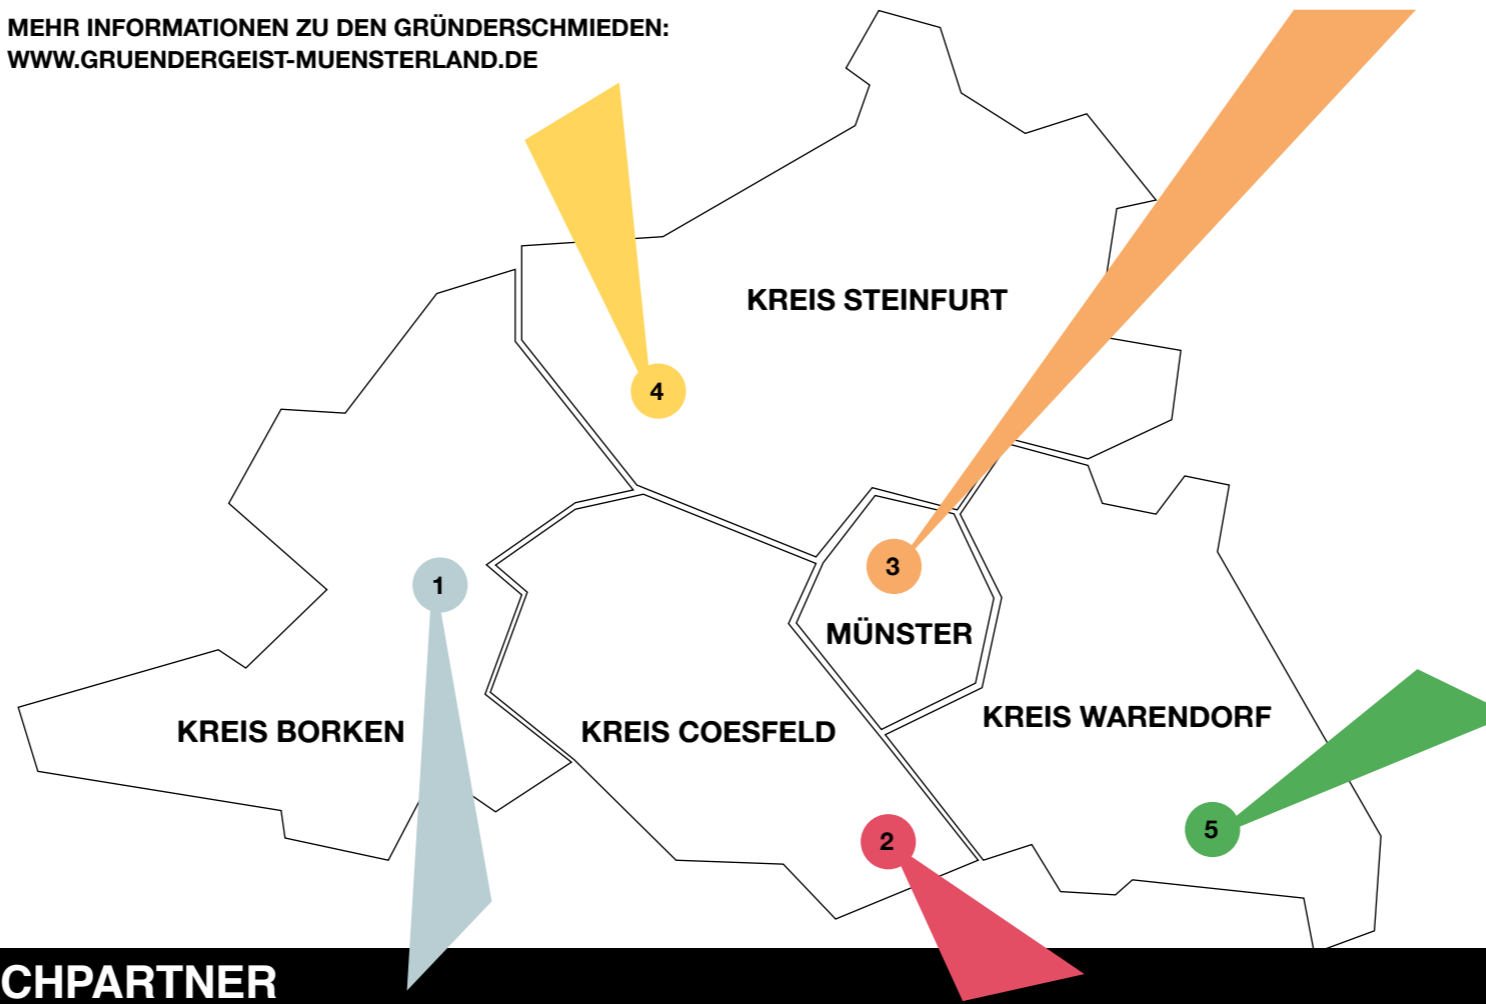 MEHR INFORMATIONEN ZU DEN GRÜNDERSCHMIEDEN:
WWW.GRUENDERGEIST-MUENSTERLAND.DE
KREIS STEINFURT
4
3
1
MÜNSTER
KREIS BORKEN
KREIS COESFELD
KREIS WARENDORF
2
5
CHPARTNER